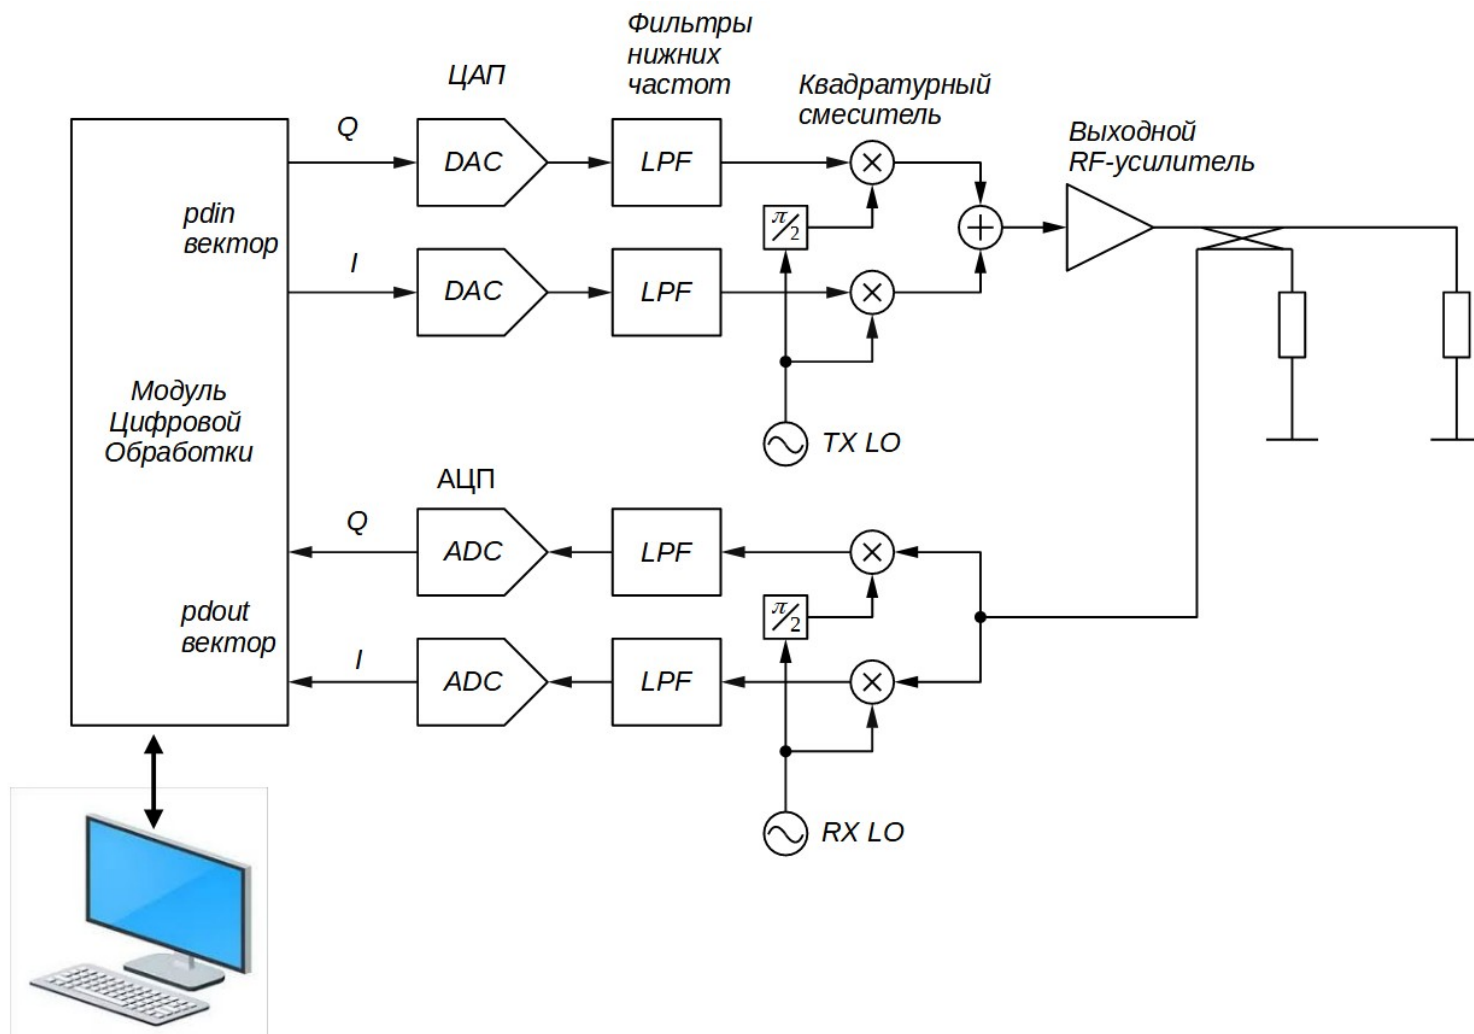 Фильтры
нижних
частот
ЦАП
Квадратурный
смеситель
Выходной
RF-усилитель
Q
DAC
LPF
pdin
вектор
π/2
I
DAC
LPF
Модуль
Цифровой
Обработки
TX LO
АЦП
Q
ADC
LPF
π/2
pdout
вектор
I
ADC
LPF
RX LO